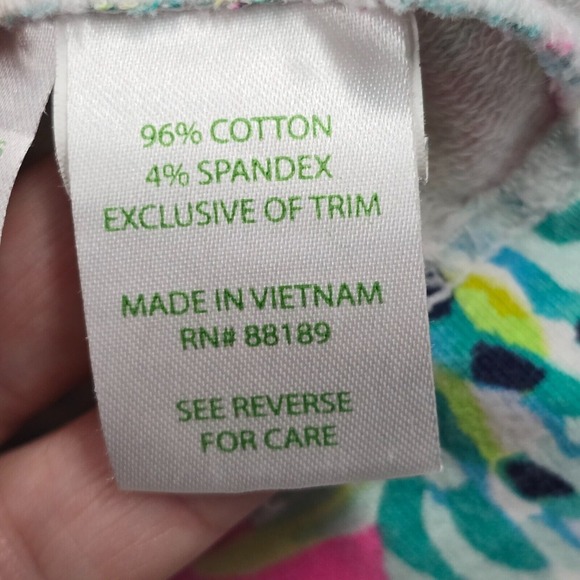 96% COTTON
4% SPANDEX
EXCLUSIVE OF TRIM
MADE IN VIETNAM
RN# 88189
SEE REVERSE
FOR CARE